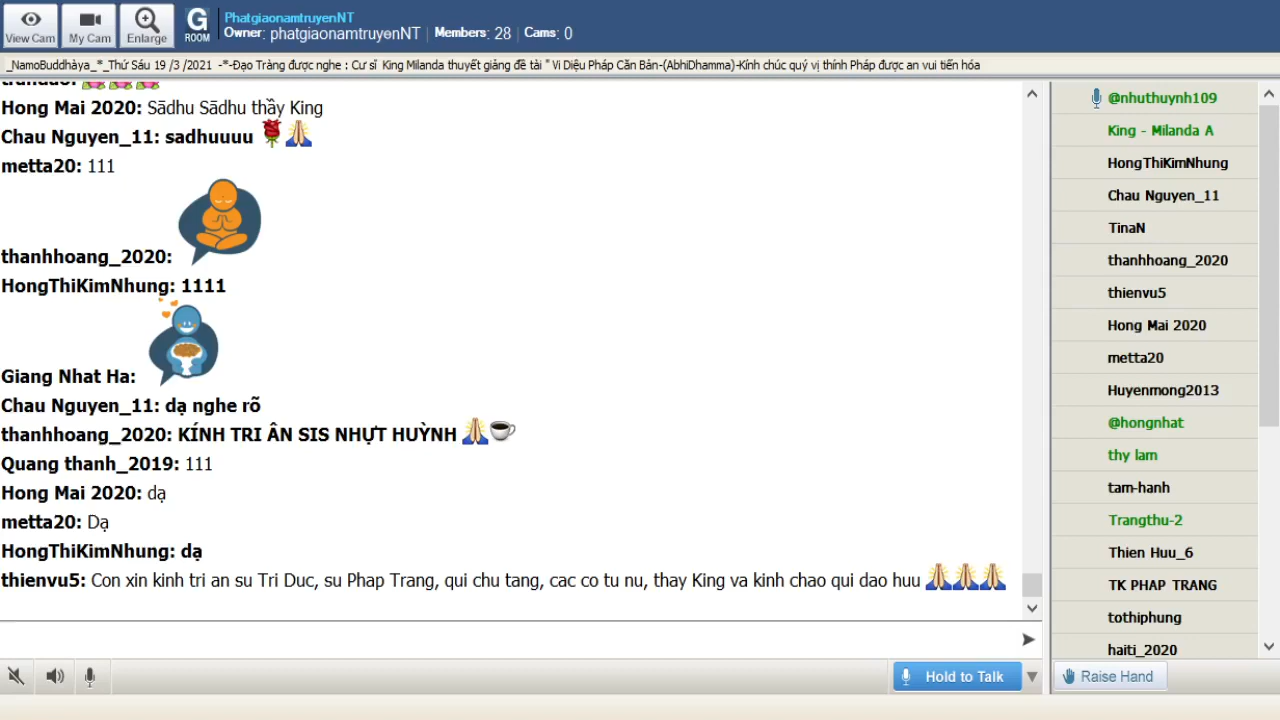 View Cam
My Cam
Enlarge
G
ROOM
PhatgiaonamtruyenNT
Owner: phatgiaonamtruyenNT | Members: 28 | Cams: 0
_NamoBuddhàya_*_Thứ Sáu 19 /3 /2021 -*-Đạo Tràng được nghe : Cư sĩ King Milanda thuyết giảng đề tài " Vi Diệu Pháp Căn Bản-(AbhiDhamma)-Kính chúc quý vị thính Pháp được an vui tiến hóa
Hong Mai 2020: Sādhu Sādhu thầy King
Chau Nguyen_11: sadhuuuu
metta20: 111
thanhhoang_2020:
HongThiKimNhung: 1111
Giang Nhat Ha:
Chau Nguyen_11: dạ nghe rõ
thanhhoang_2020: KÍNH TRI ÂN SIS NHỰT HUỲNH
Quang thanh_2019: 111
Hong Mai 2020: dạ
metta20: Dạ
HongThiKimNhung: dạ
thienvu5: Con xin kinh tri an su Tri Duc, su Phap Trang, qui chu tang, cac co tu nu, thay King va kinh chao qui dao huu
@nhuthuynh109
King - Milanda A
HongThiKimNhung
Chau Nguyen_11
TinaN
thanhhoang_2020
thienvu5
Hong Mai 2020
metta20
Huyenmong2013
@hongnhat
thy lam
tam-hanh
Trangthu-2
Thien Huu_6
TK PHAP TRANG
tothiphung
haiti_2020
Hold to Talk
Raise Hand